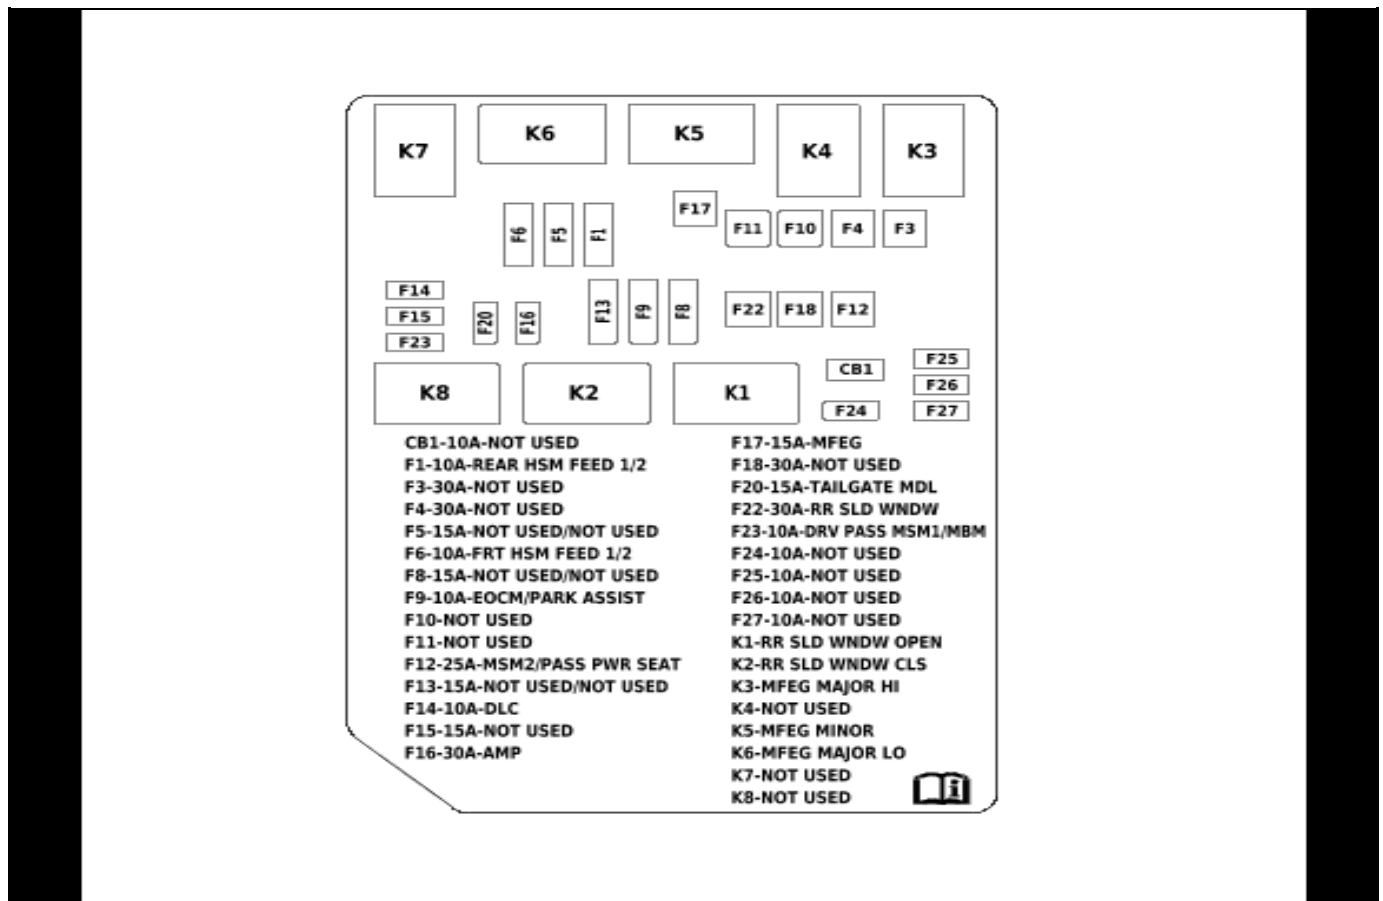 K7
K6
K5
K4
K3
F17
F6
F5
F1
F11
F10
F4
F3
F14
F15
F23
F20
F16
F13
F9
F8
F22
F18
F12
CB1
F25
F26
F24
F27
K8
K2
K1
CB1-10A-NOT USED
F1-10A-REAR HSM FEED 1/2
F3-30A-NOT USED
F4-30A-NOT USED
F5-15A-NOT USED/NOT USED
F6-10A-FRT HSM FEED 1/2
F8-15A-NOT USED/NOT USED
F9-10A-EOCM/PARK ASSIST
F10-NOT USED
F11-NOT USED
F12-25A-MSM2/PASS PWR SEAT
F13-15A-NOT USED/NOT USED
F14-10A-DLC
F15-15A-NOT USED
F16-30A-AMP
F17-15A-MFEG
F18-30A-NOT USED
F20-15A-TAILGATE MDL
F22-30A-RR SLD WNDW
F23-10A-DRV PASS MSM1/MBM
F24-10A-NOT USED
F25-10A-NOT USED
F26-10A-NOT USED
F27-10A-NOT USED
K1-RR SLD WNDW OPEN
K2-RR SLD WNDW CLS
K3-MFEG MAJOR HI
K4-NOT USED
K5-MFEG MINOR
K6-MFEG MAJOR LO
K7-NOT USED
K8-NOT USED
i